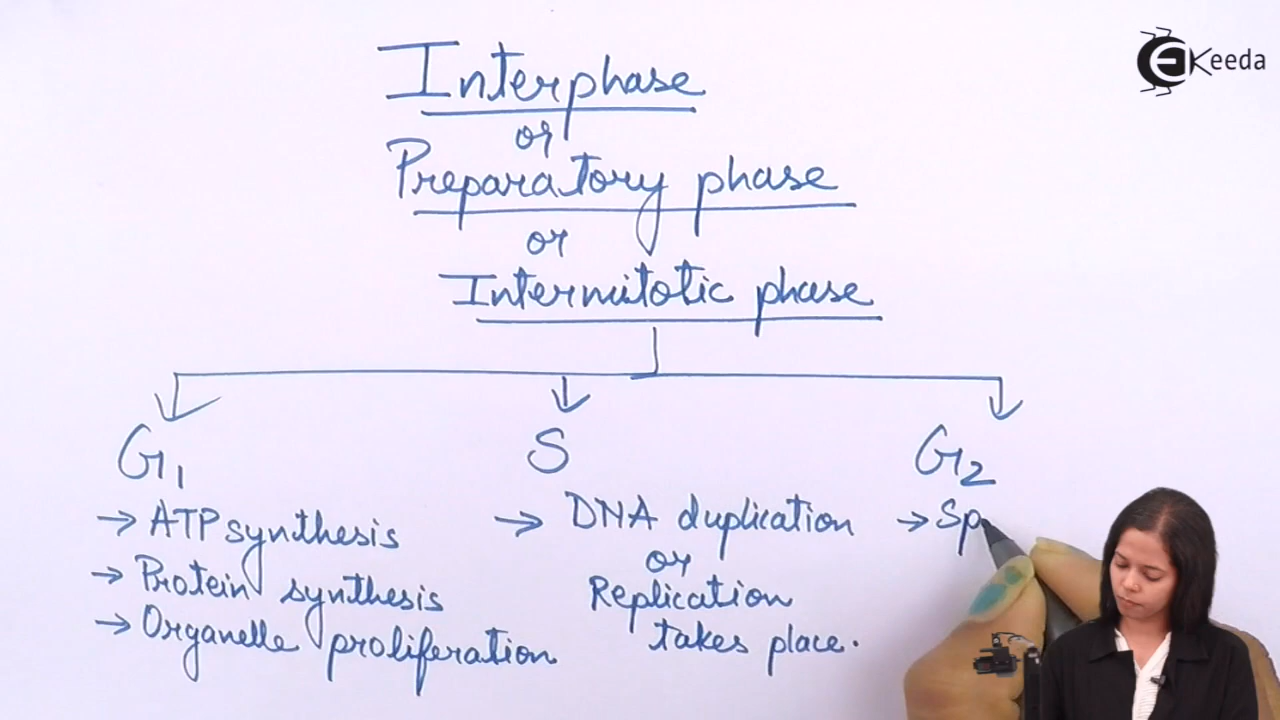 Interphase
or
Preparatory phase
or
Intermitotic phase
G1
→ ATP synthesis
→ Protein synthesis
→ Organelle proliferation
S
→ DNA duplication
or
Replication
takes place.
G2
→ Sp
EKeeda